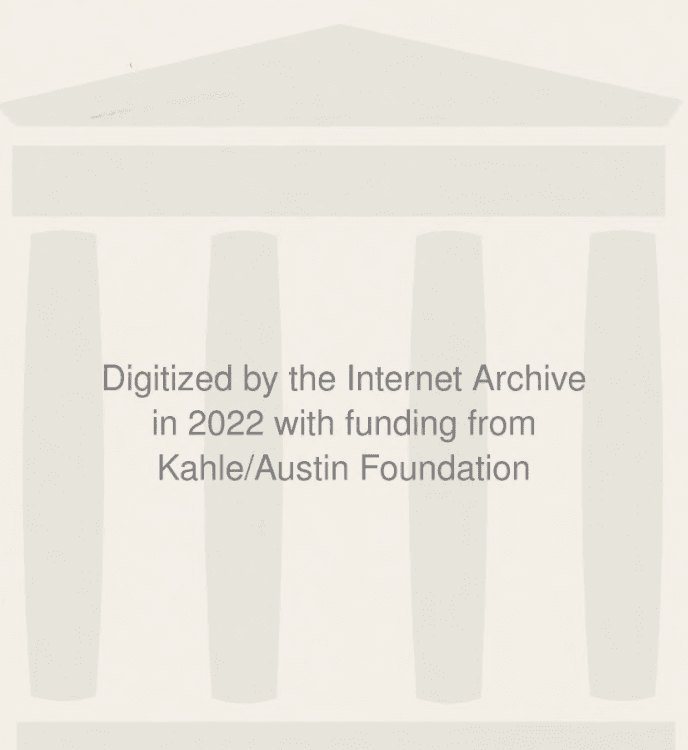 Digitized by the Internet Archive
in 2022 with funding from
Kahle/Austin Foundation